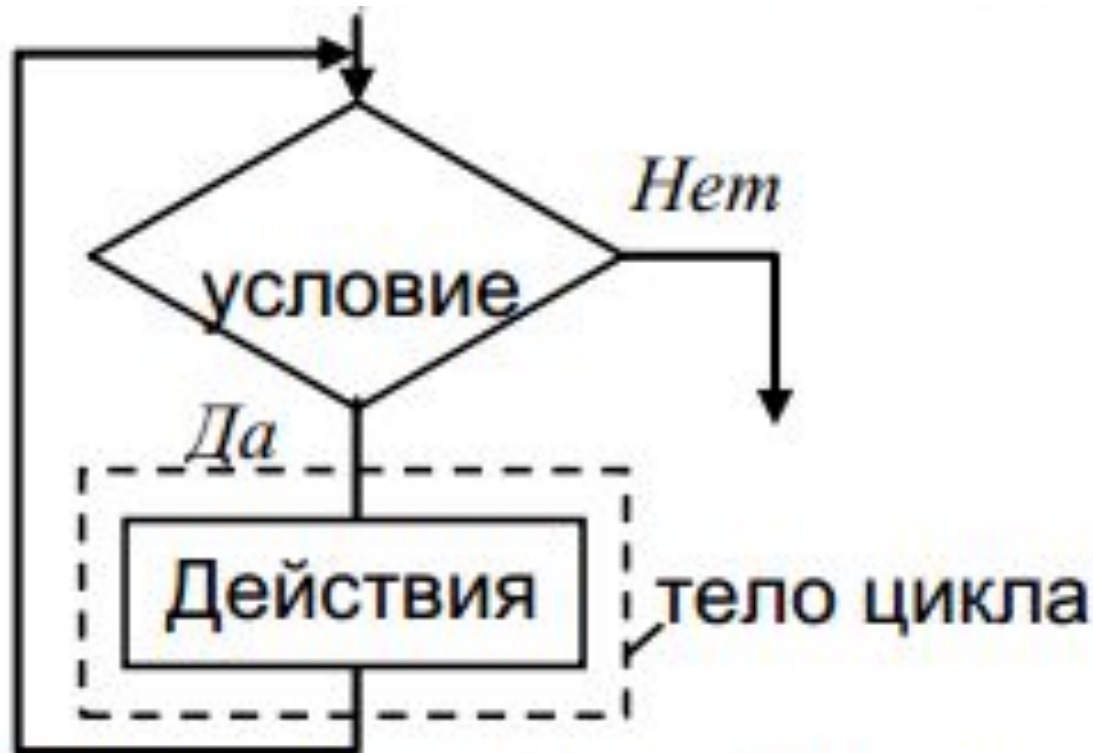 Нет
условие
Да
Действия
тело цикла